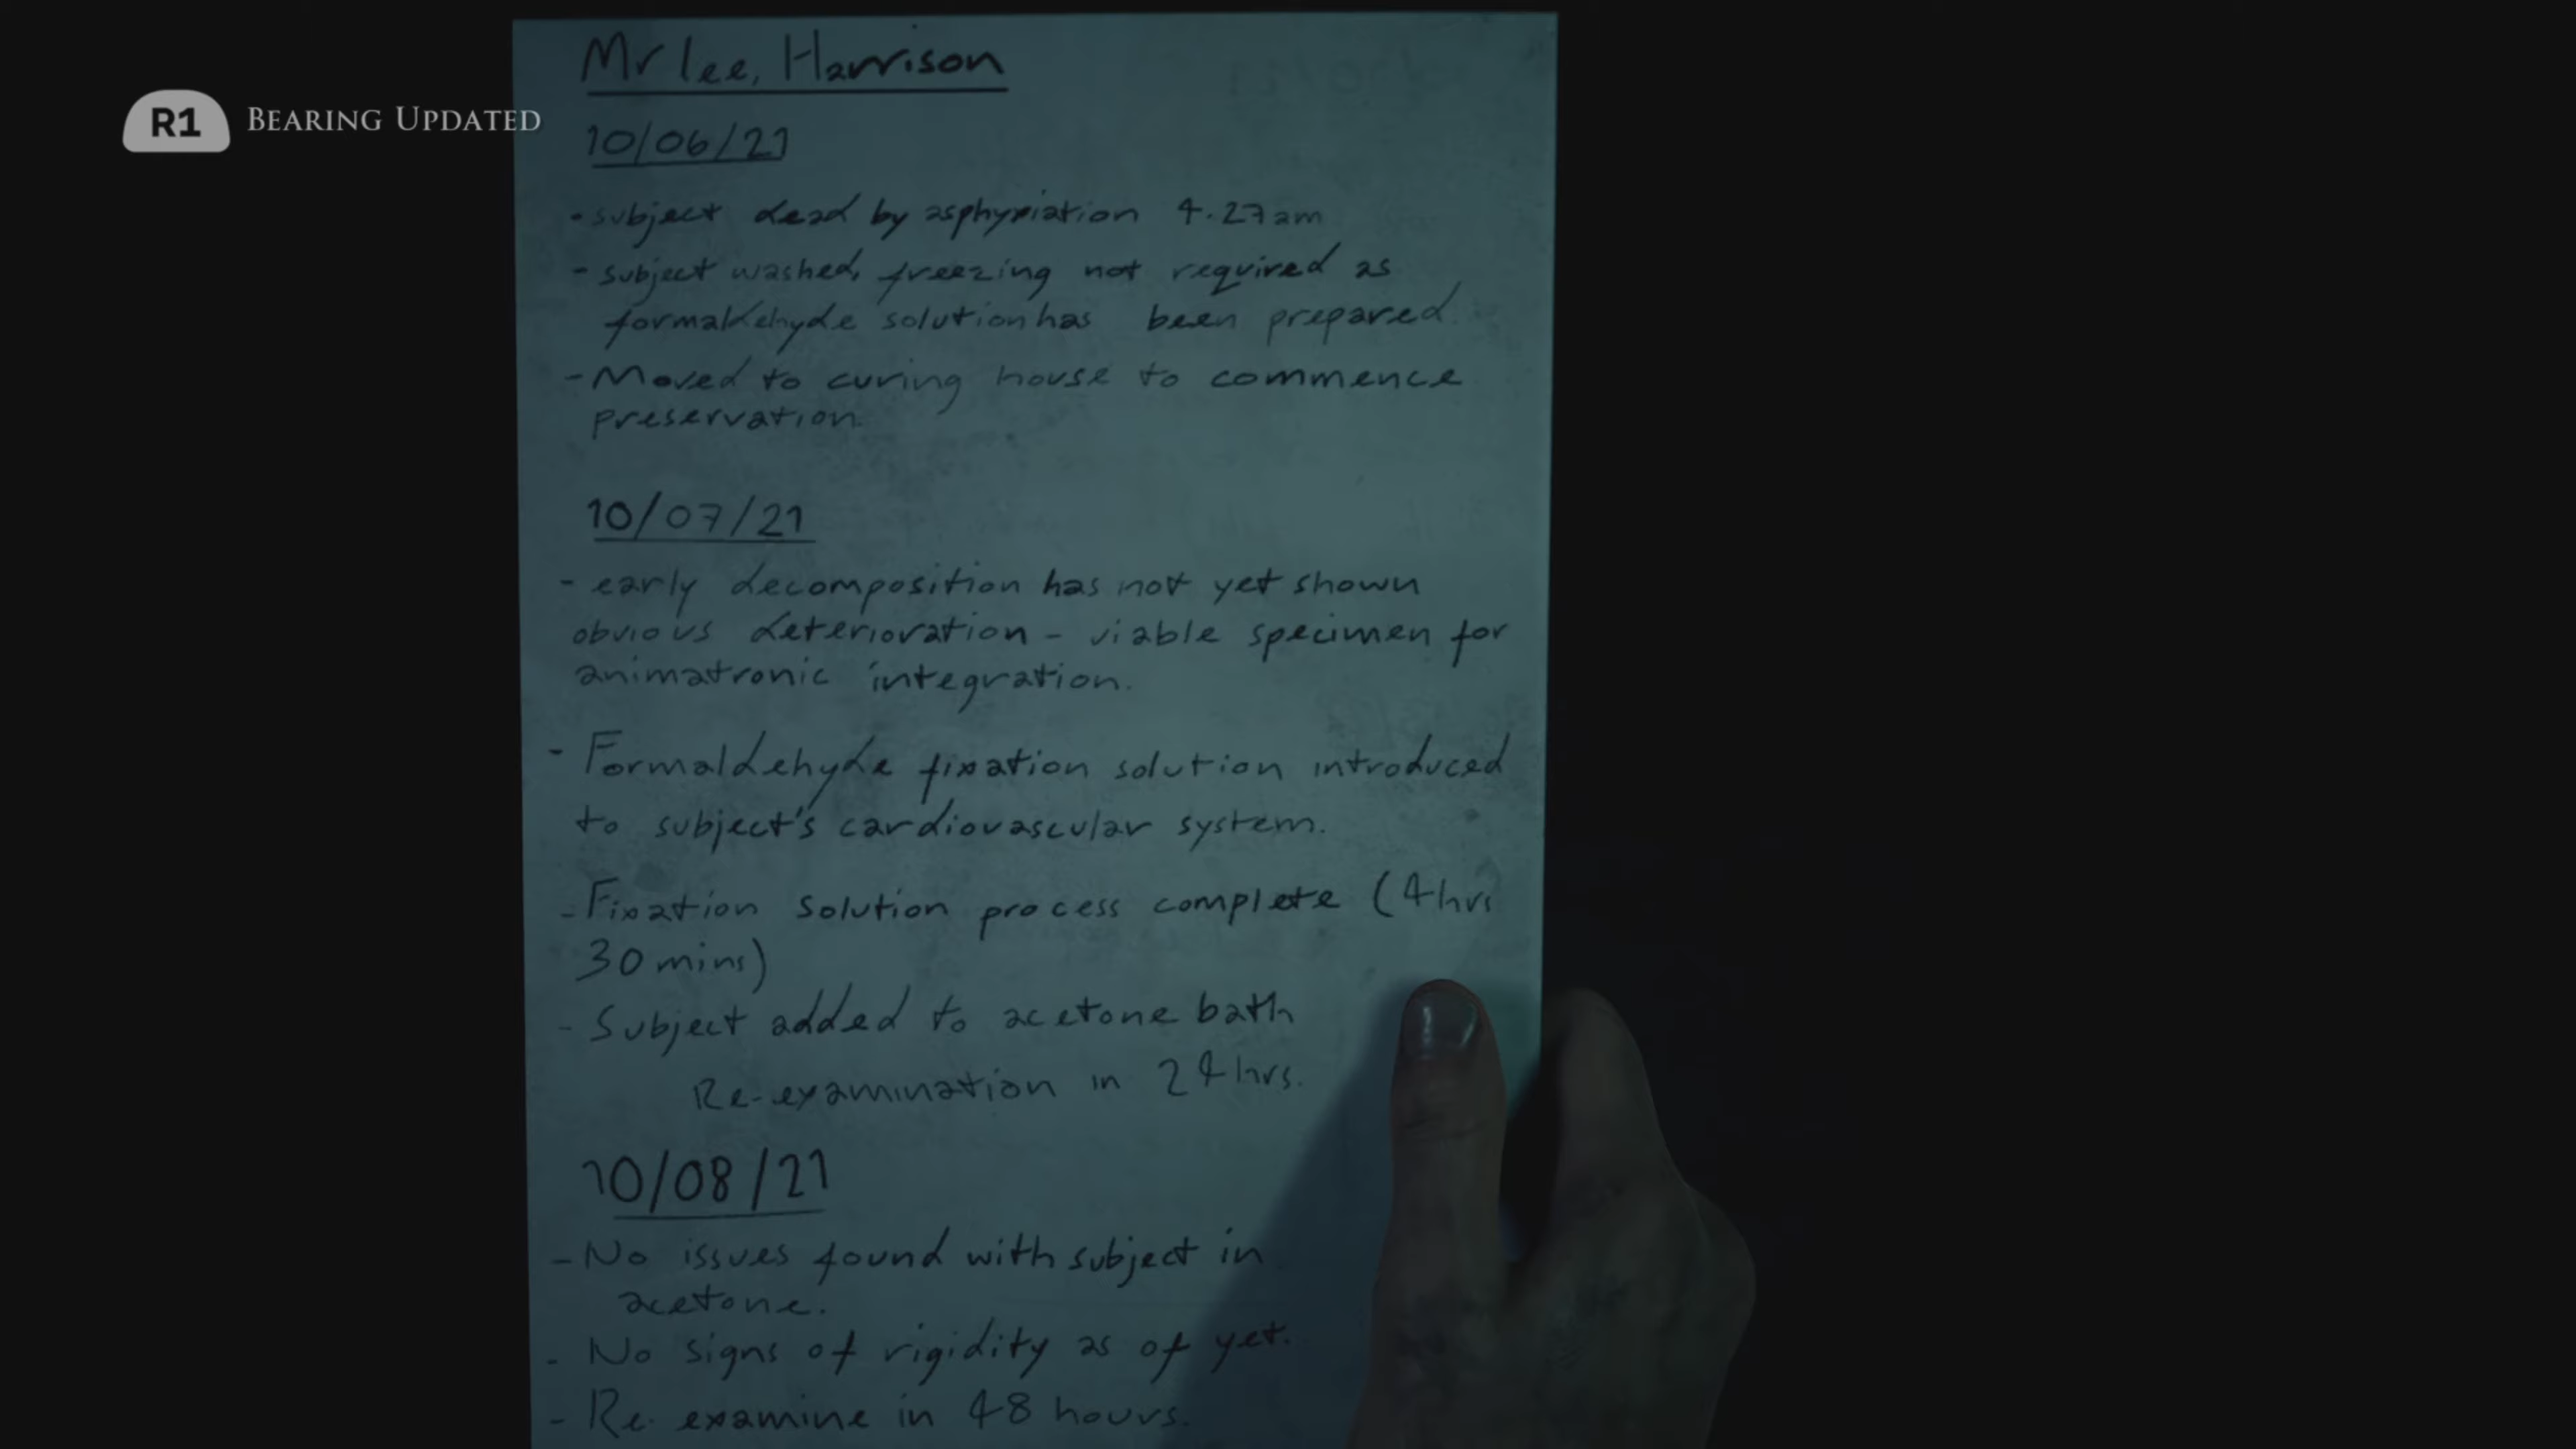 Mr lee, Harrison
R1 BEARING UPDATED
10/06/21
- subject dead by asphyxiation 4.27am
- subject washed, freezing not required as
formaldehyde solution has been prepared.
- Moved to curing house to commence
preservation.
10/07/21
- early decomposition has not yet shown
obvious deterioration - viable specimen for
animatronic integration.
- Formaldehyde fixation solution introduced
to subject's cardiovascular system.
- Fixation solution process complete (4hrs
30mins)
- Subject added to acetone bath
Re-examination in 24hrs.
10/08/21
- No issues found with subject in
acetone.
- No signs of rigidity as of yet.
- Re-examine in 48 hours.